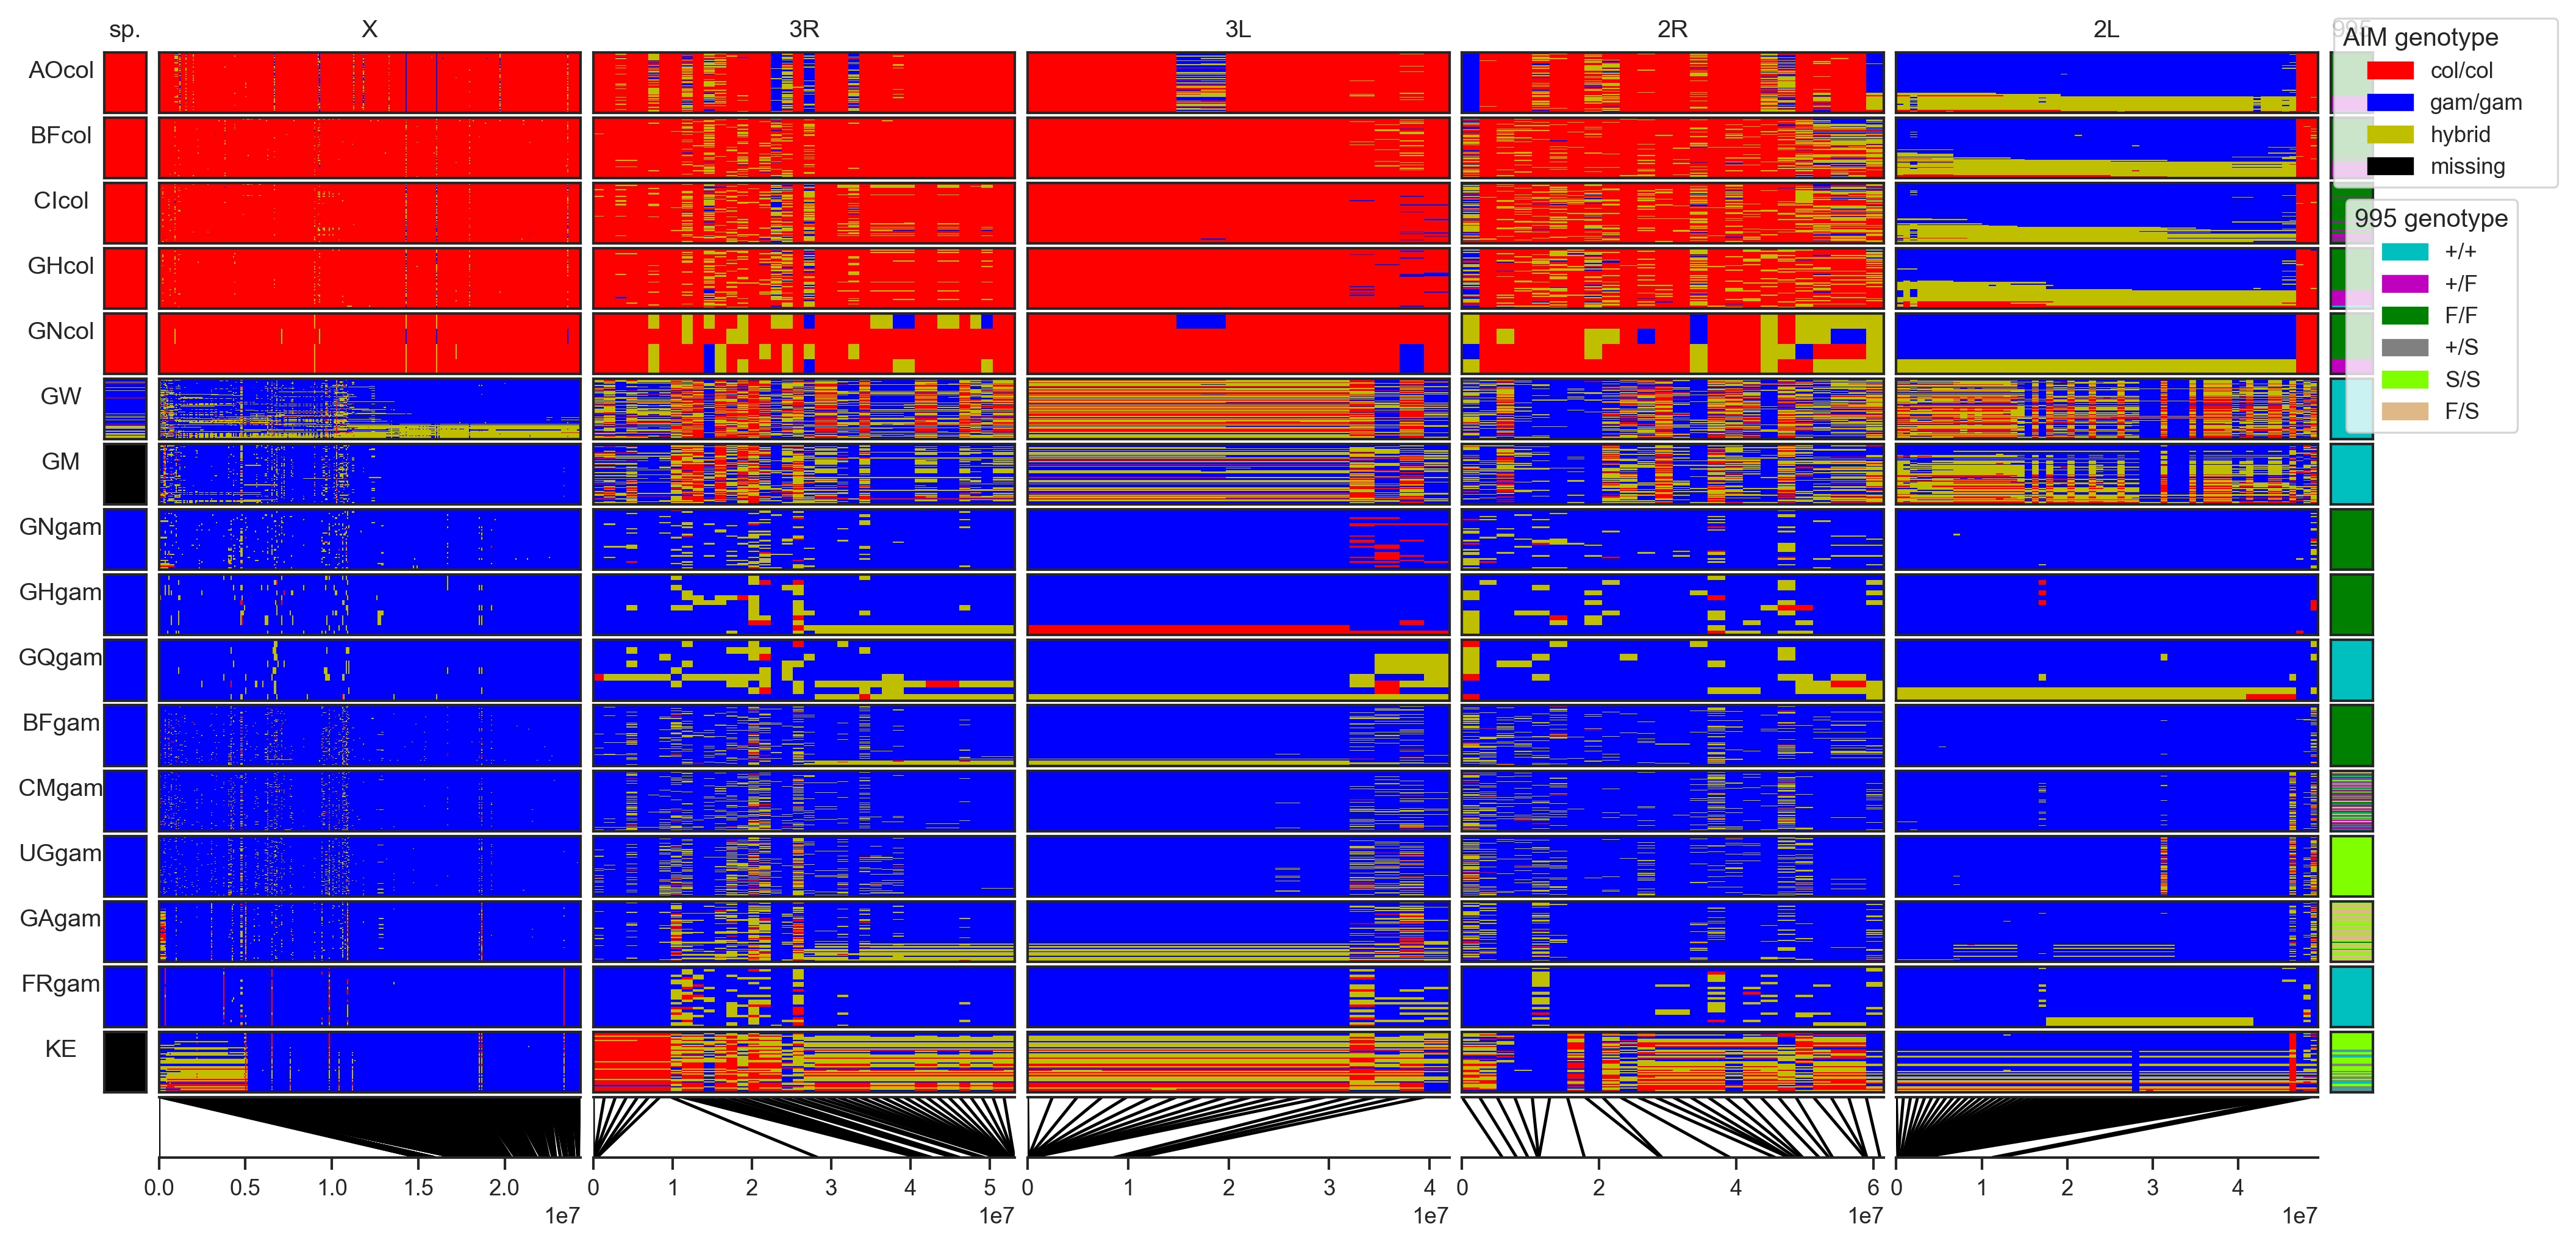 sp. X 3R 3L 2R 2L 995
AIM genotype
col/col
gam/gam
hybrid
missing
995 genotype
+/+
+/F
F/F
+/S
S/S
F/S
AOcol
BFcol
CIcol
GHcol
GNcol
GW
GM
GNgam
GHgam
GQgam
BFgam
CMgam
UGgam
GAgam
FRgam
KE
0.0 0.5 1.0 1.5 2.0 0 1 2 3 4 5 0 1 2 3 4 0 2 4 6 0 1 2 3 4
1e7 1e7 1e7 1e7 1e7